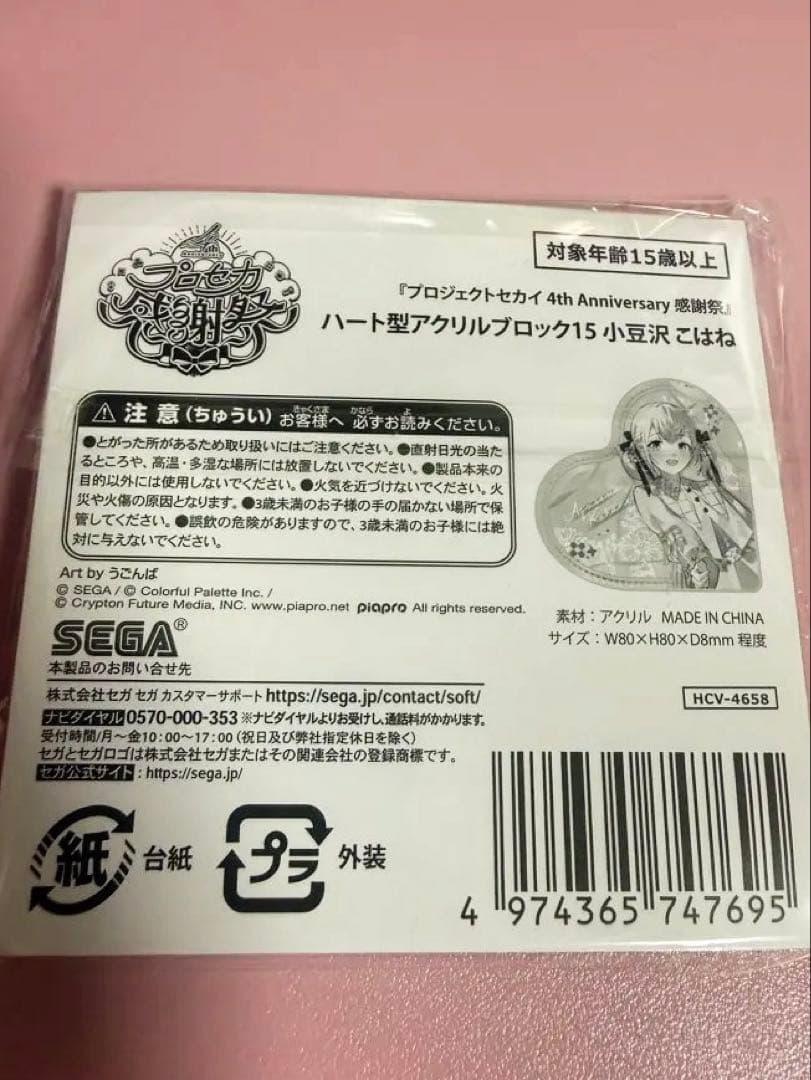 4th
ANNIVERSARY
プロセカ
感謝祭
対象年齢15歳以上
『プロジェクトセカイ 4th Anniversary 感謝祭』
ハート型アクリルブロック15 小豆沢 こはね
注意(ちゅうい) お客様へ 必ずお読みください。
きゃくさま かなら よ
●とがった所があるため取り扱いにはご注意ください。●直射日光の当た
るところや、高温・多湿な場所には放置しないでください。●製品本来の
目的以外には使用しないでください。●火気を近づけないでください。火
災や火傷の原因となります。●3歳未満のお子様の手の届かない場所で保
管してください。●誤飲の危険がありますので、3歳未満のお子様には絶
対に与えないでください。
Art by うごんば
© SEGA / © Colorful Palette Inc. /
© Crypton Future Media, INC. www.piapro.net piapro All rights reserved.
素材：アクリル MADE IN CHINA
サイズ：W80×H80×D8mm 程度
SEGA®
本製品のお問い合せ先
株式会社セガ セガ カスタマーサポート https://sega.jp/contact/soft/
ナビダイヤル 0570-000-353 ※ナビダイヤルよりお受けし、通話料がかかります。
受付時間/月～金10:00～17:00(祝日及び弊社指定休日を除く)
セガとセガロゴは株式会社セガまたはその関連会社の登録商標です。
セガ公式サイト：https://sega.jp/
HCV-4658
紙 台紙
プラ 外装
4 974365 747695